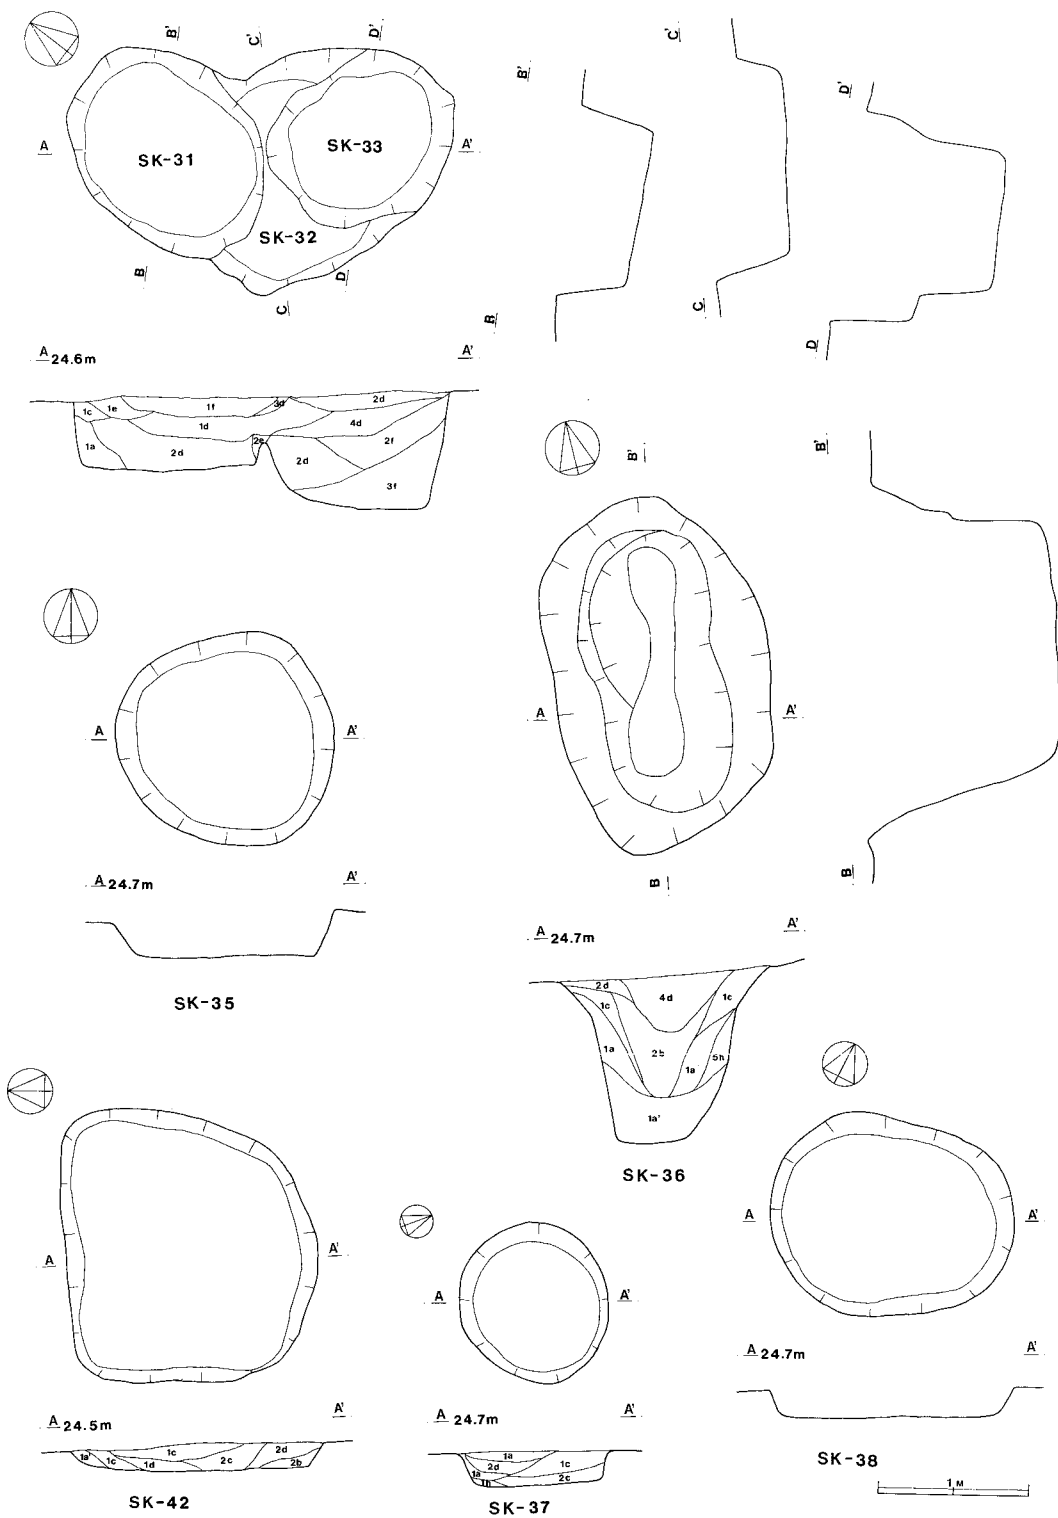 B' C' D'
A SK-31 SK-33 A'
SK-32
B C D
A 24.6m A'
1c 1e 1f 3d 2d
1a 1d 4d
2d 2e 2d 2f
3f
B' C' D'
B C D
A A'
A 24.7m A'
SK-35
B'
A A'
B
B'
B
A 24.7m A'
2d 4d 1c
1c
1a 2b 1a 5h
1a'
SK-36
A A'
A 24.5m A'
1a' 1c 1d 1c 2c 2d 2b
SK-42
A A'
A 24.7m A'
1a
2d 1c
1a 1h 2c
SK-37
A A'
A 24.7m A'
SK-38
1 M